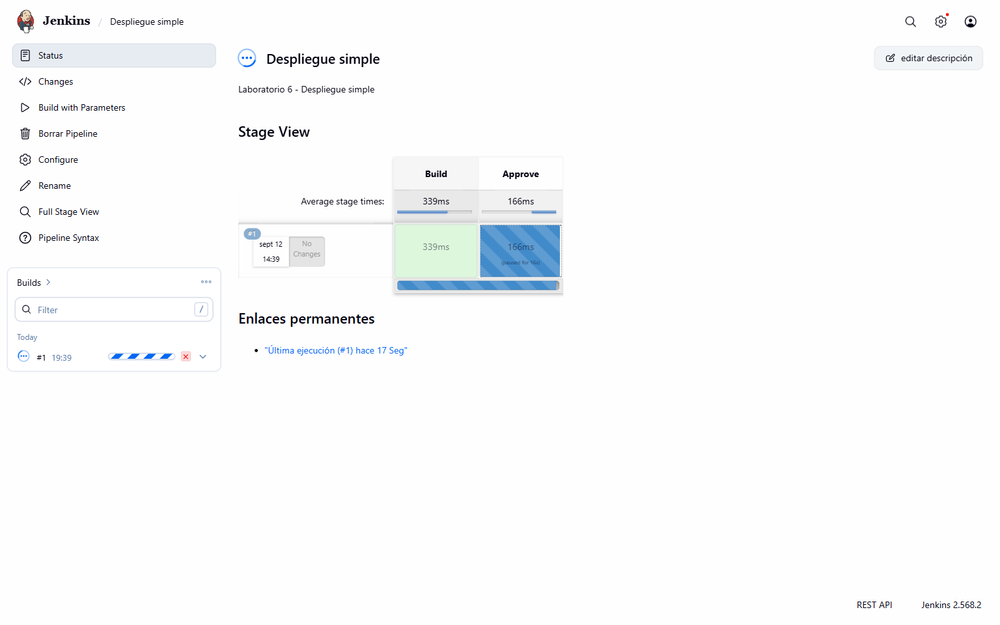 Jenkins / Despliegue simple
Status
Changes
Build with Parameters
Borrar Pipeline
Configure
Rename
Full Stage View
Pipeline Syntax
Builds
Filter /
Today
#1 19:39
Despliegue simple
editar descripción
Laboratorio 6 - Despliegue simple
Stage View
Build Approve
Average stage times: 339ms 166ms
#1
sept 12
14:39
No
Changes
339ms
166ms
(paused for 16s)
Enlaces permanentes
"Última ejecución (#1) hace 17 Seg"
REST API Jenkins 2.568.2